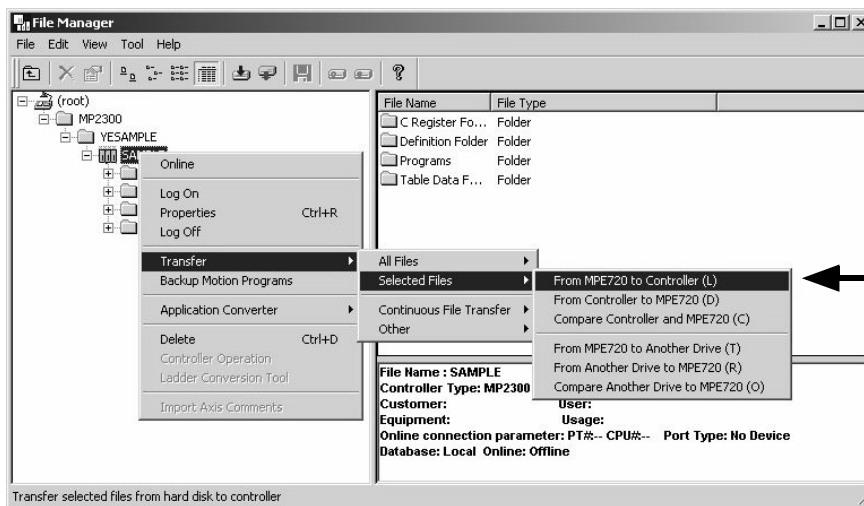 File Manager
File Edit View Tool Help
(root)
MP2300
YESAMPLE
Online
Log On
Properties Ctrl+R
Log Off
Transfer
Backup Motion Programs
Application Converter
Delete Ctrl+D
Controller Operation
Ladder Conversion Tool
Import Axis Comments
All Files
Selected Files
Continuous File Transfer
Other
From MPE720 to Controller (L)
From Controller to MPE720 (D)
Compare Controller and MPE720 (C)
From MPE720 to Another Drive (T)
From Another Drive to MPE720 (R)
Compare Another Drive to MPE720 (O)
File Name File Type
C Register Fo... Folder
Definition Folder Folder
Programs Folder
Table Data F... Folder
File Name : SAMPLE
Controller Type: MP2300
Customer: User:
Equipment: Usage:
Online connection parameter: PT#:-- CPU#:-- Port Type: No Device
Database: Local Online: Offline
Transfer selected files from hard disk to controller